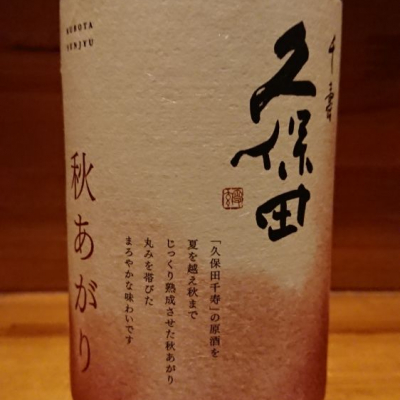 KUBOTA
SENJYU
千寿
久保田
秋あがり
「久保田千寿」の原酒を
夏を越え秋まで
じっくり熟成させた秋あがり
丸みを帯びた
まろやかな味わいです